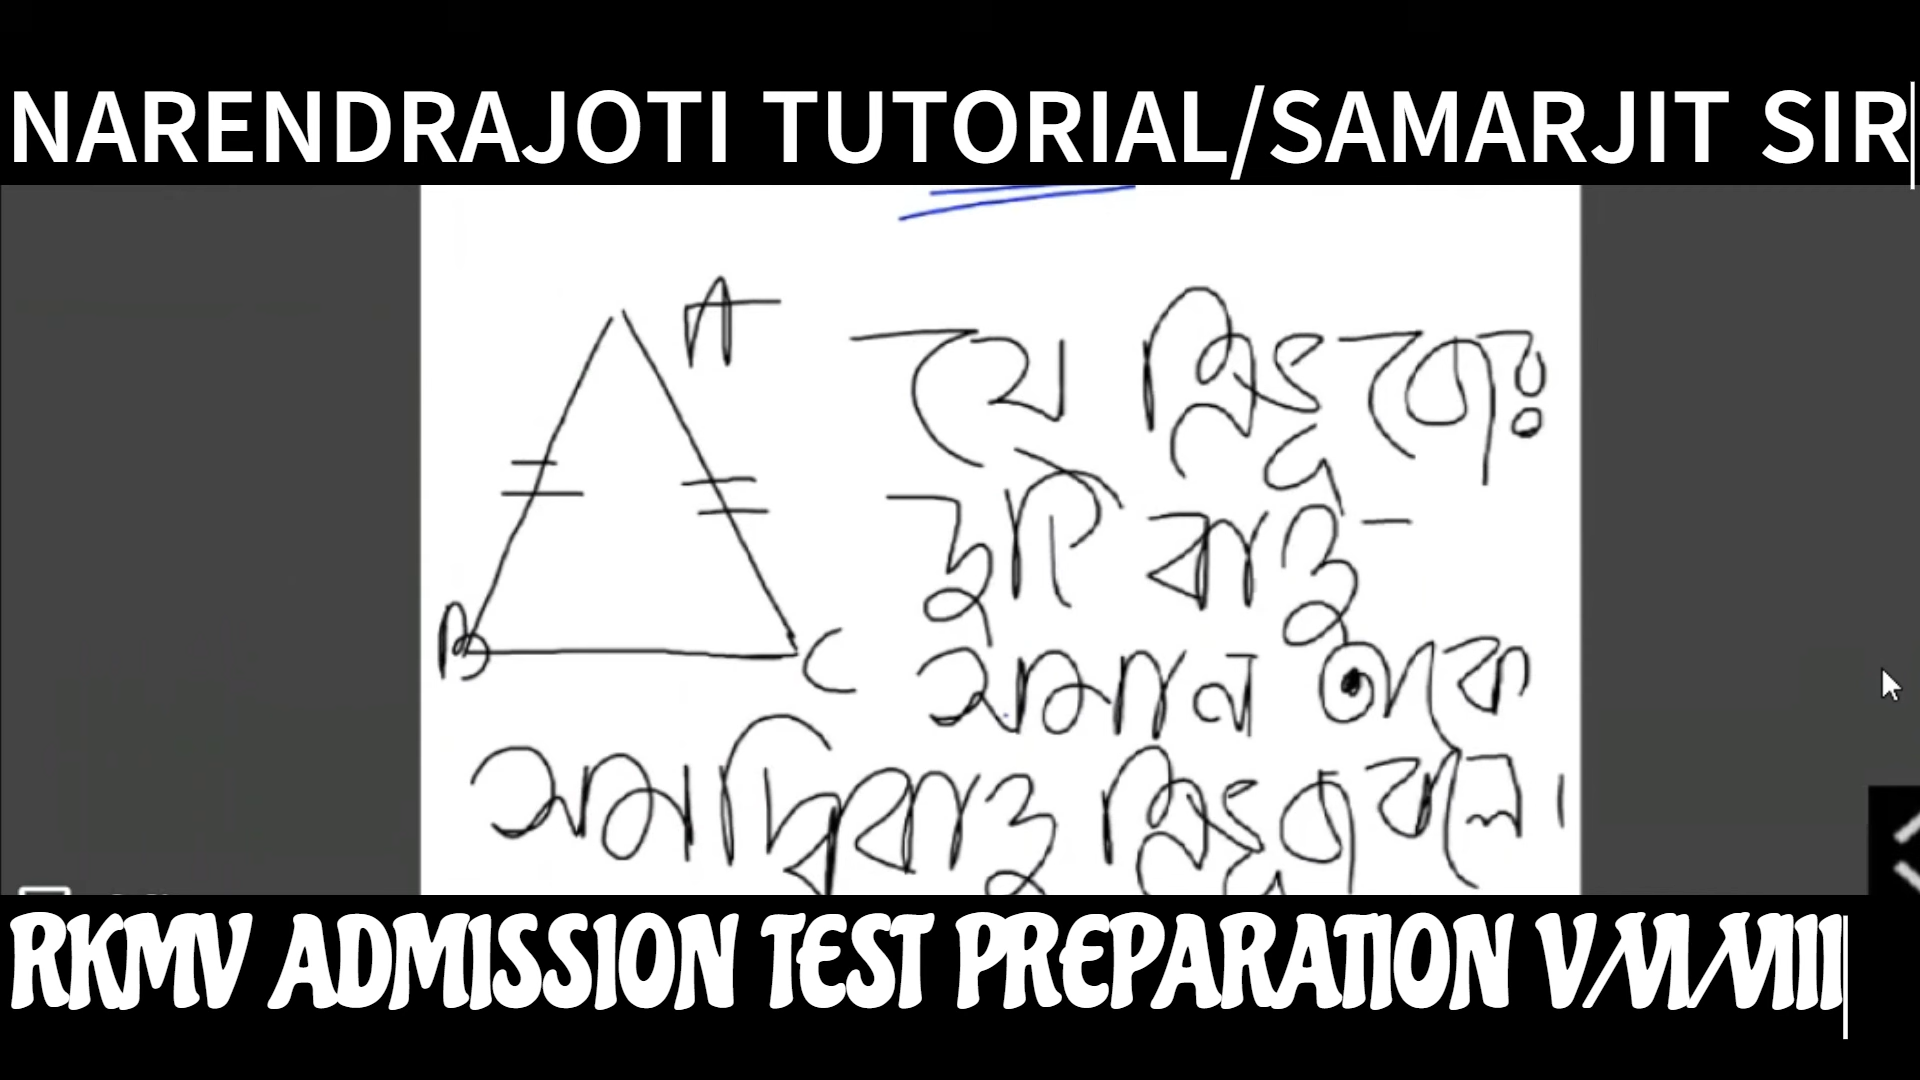 NARENDRAJOTI TUTORIAL/SAMARJIT SIR
A
যে ত্রিভূজের
দুটি বাহু
B
C
সমান তাকে
সমদ্বিবাহু ত্রিভূজ বলে।
RKMV ADMISSION TEST PREPARATION V/VI/VIII